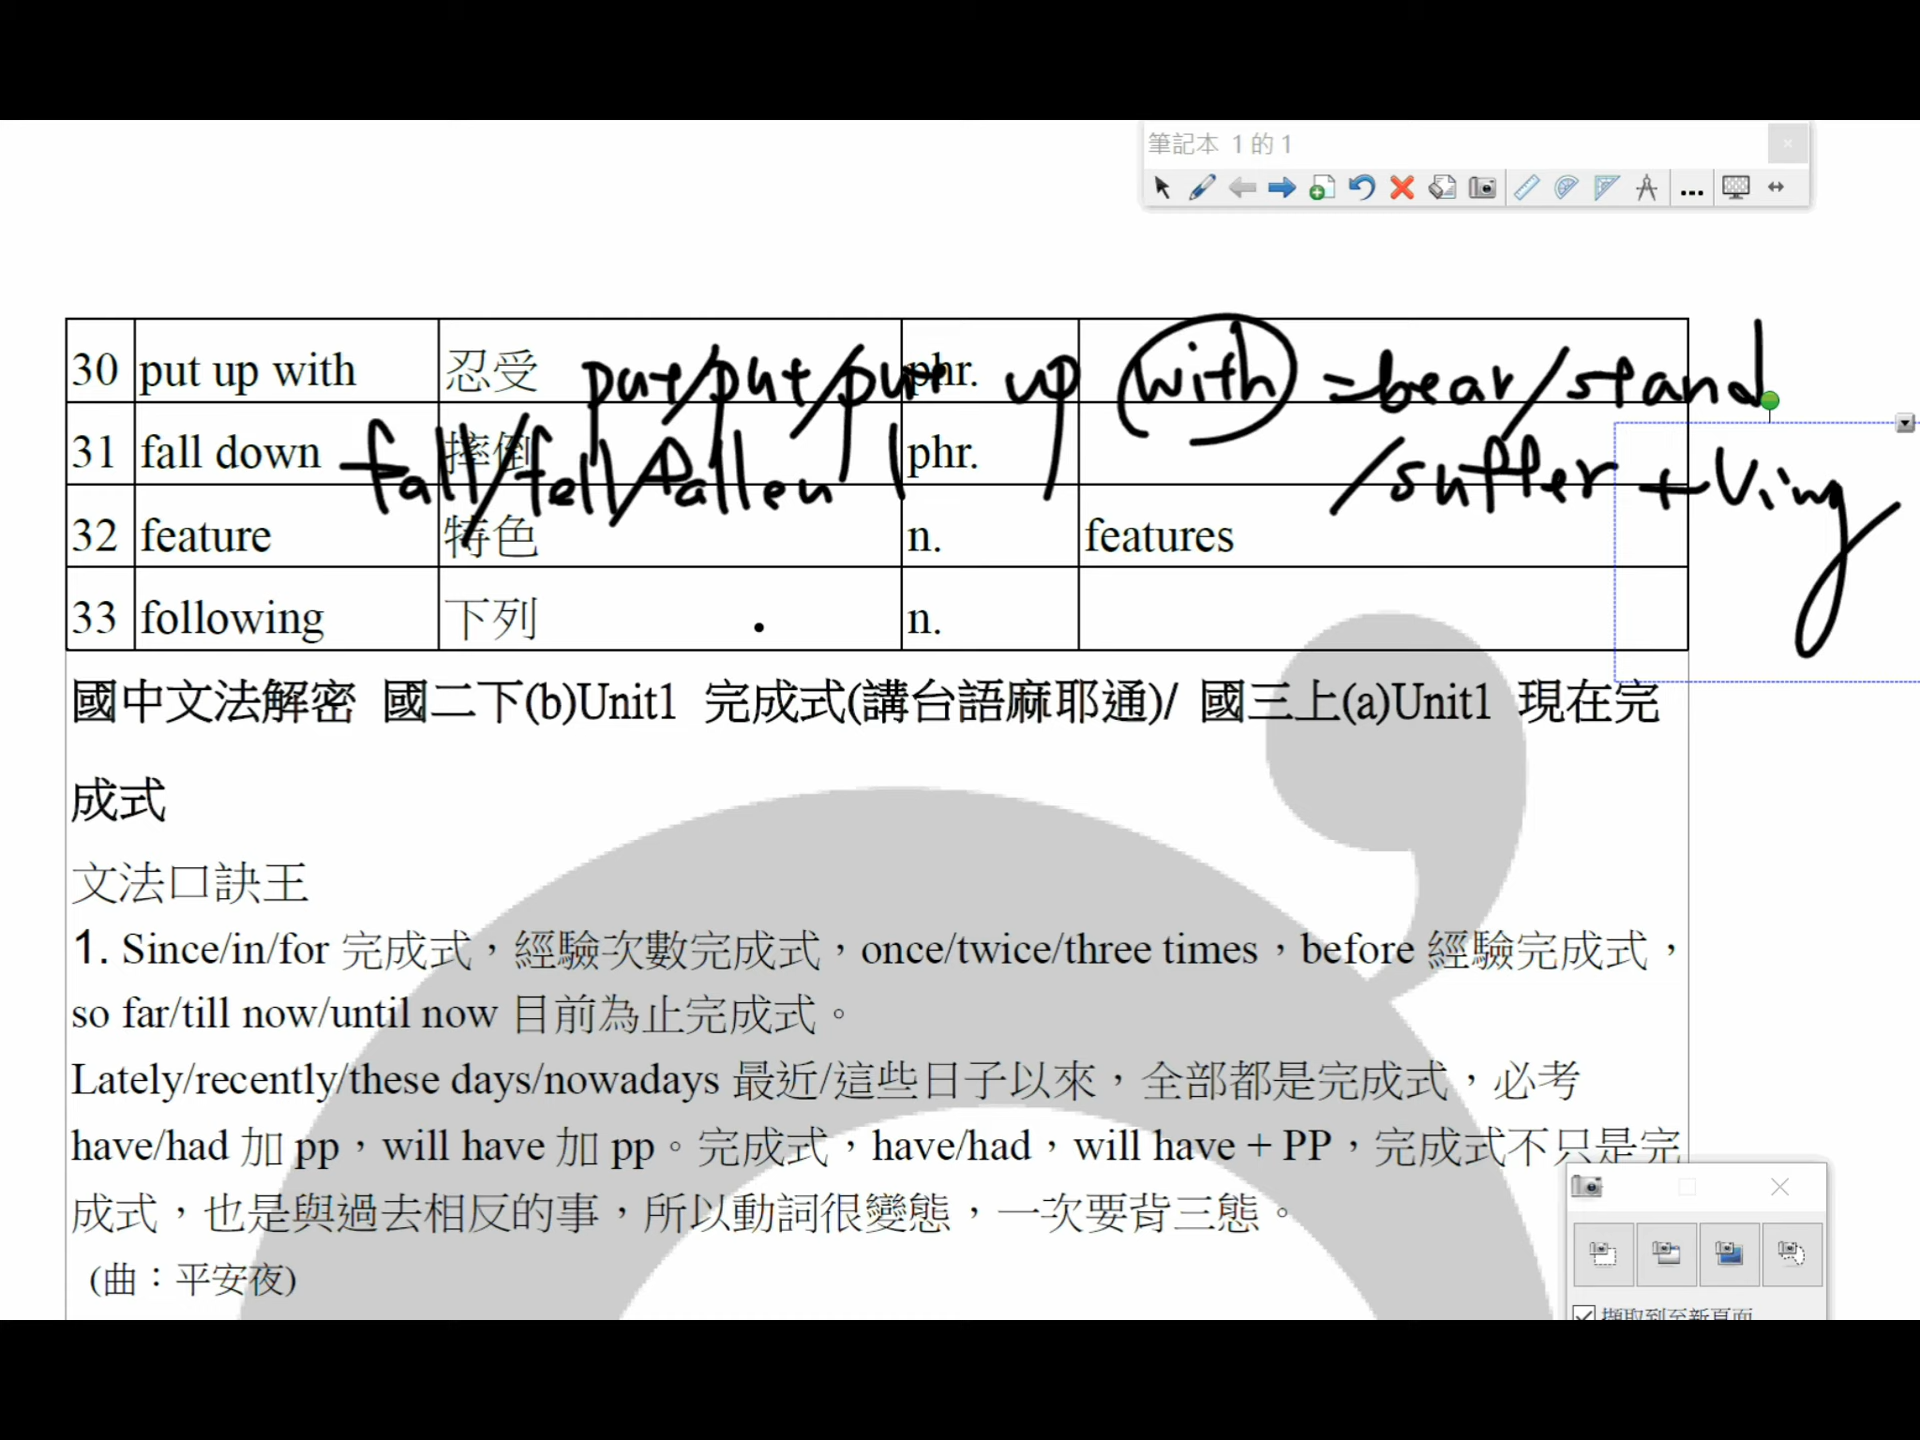 筆記本 1 的 1
30 put up with 忍受 put/put/put phr. up with =bear/stand
31 fall down 摔倒 fall/fell/fallen phr. /suffer +Ving
32 feature 特色 n. features
33 following 下列 n.
國中文法解密 國二下(b)Unit1 完成式(講台語麻耶通)/ 國三上(a)Unit1 現在完
成式
文法口訣王
1. Since/in/for 完成式，經驗次數完成式，once/twice/three times，before 經驗完成式，
so far/till now/until now 目前為止完成式。
Lately/recently/these days/nowadays 最近/這些日子以來，全部都是完成式，必考
have/had 加 pp，will have 加 pp。完成式，have/had，will have + PP，完成式不只是完
成式，也是與過去相反的事，所以動詞很變態，一次要背三態。
(曲：平安夜)
擷取到至新頁面